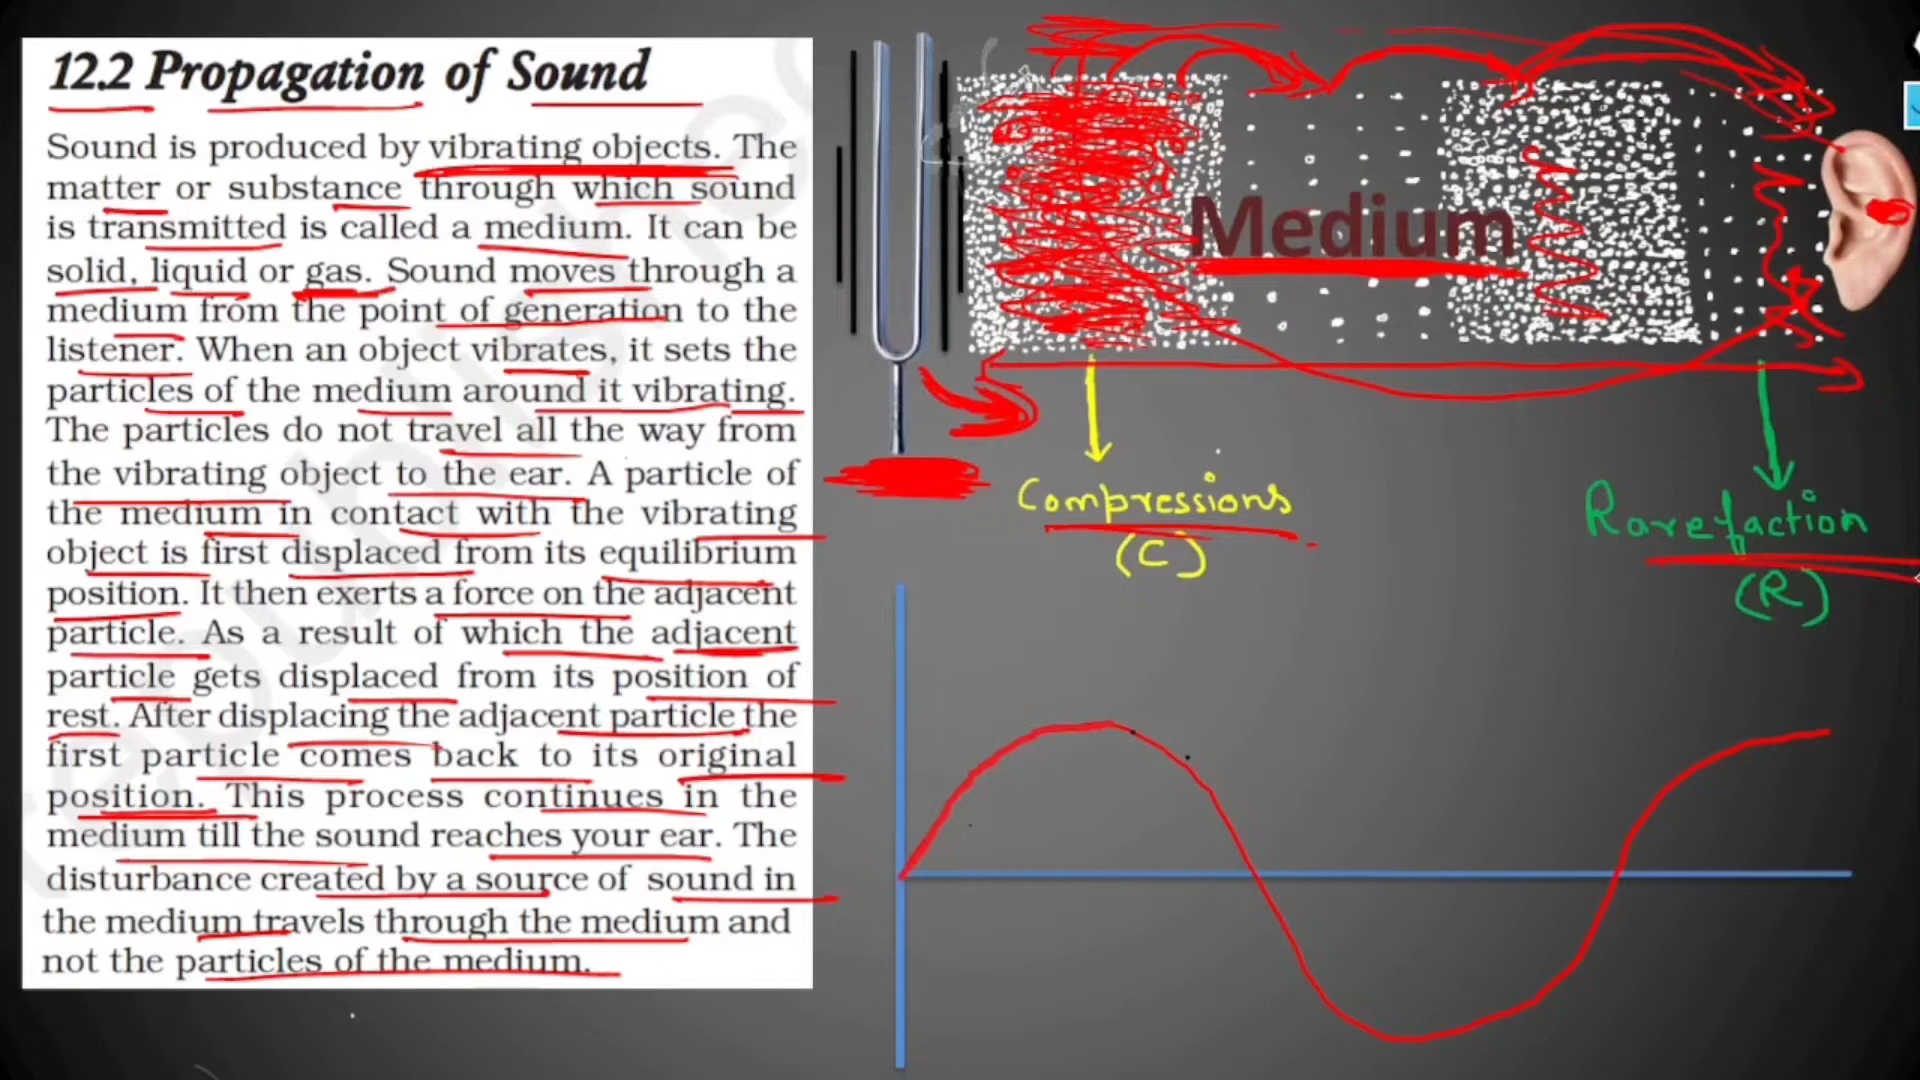 12.2 Propagation of Sound
Sound is produced by vibrating objects. The
matter or substance through which sound
is transmitted is called a medium. It can be
solid, liquid or gas. Sound moves through a
medium from the point of generation to the
listener. When an object vibrates, it sets the
particles of the medium around it vibrating.
The particles do not travel all the way from
the vibrating object to the ear. A particle of
the medium in contact with the vibrating
object is first displaced from its equilibrium
position. It then exerts a force on the adjacent
particle. As a result of which the adjacent
particle gets displaced from its position of
rest. After displacing the adjacent particle the
first particle comes back to its original
position. This process continues in the
medium till the sound reaches your ear. The
disturbance created by a source of sound in
the medium travels through the medium and
not the particles of the medium.
Medium
Compressions
(C)
Rarefaction
(R)